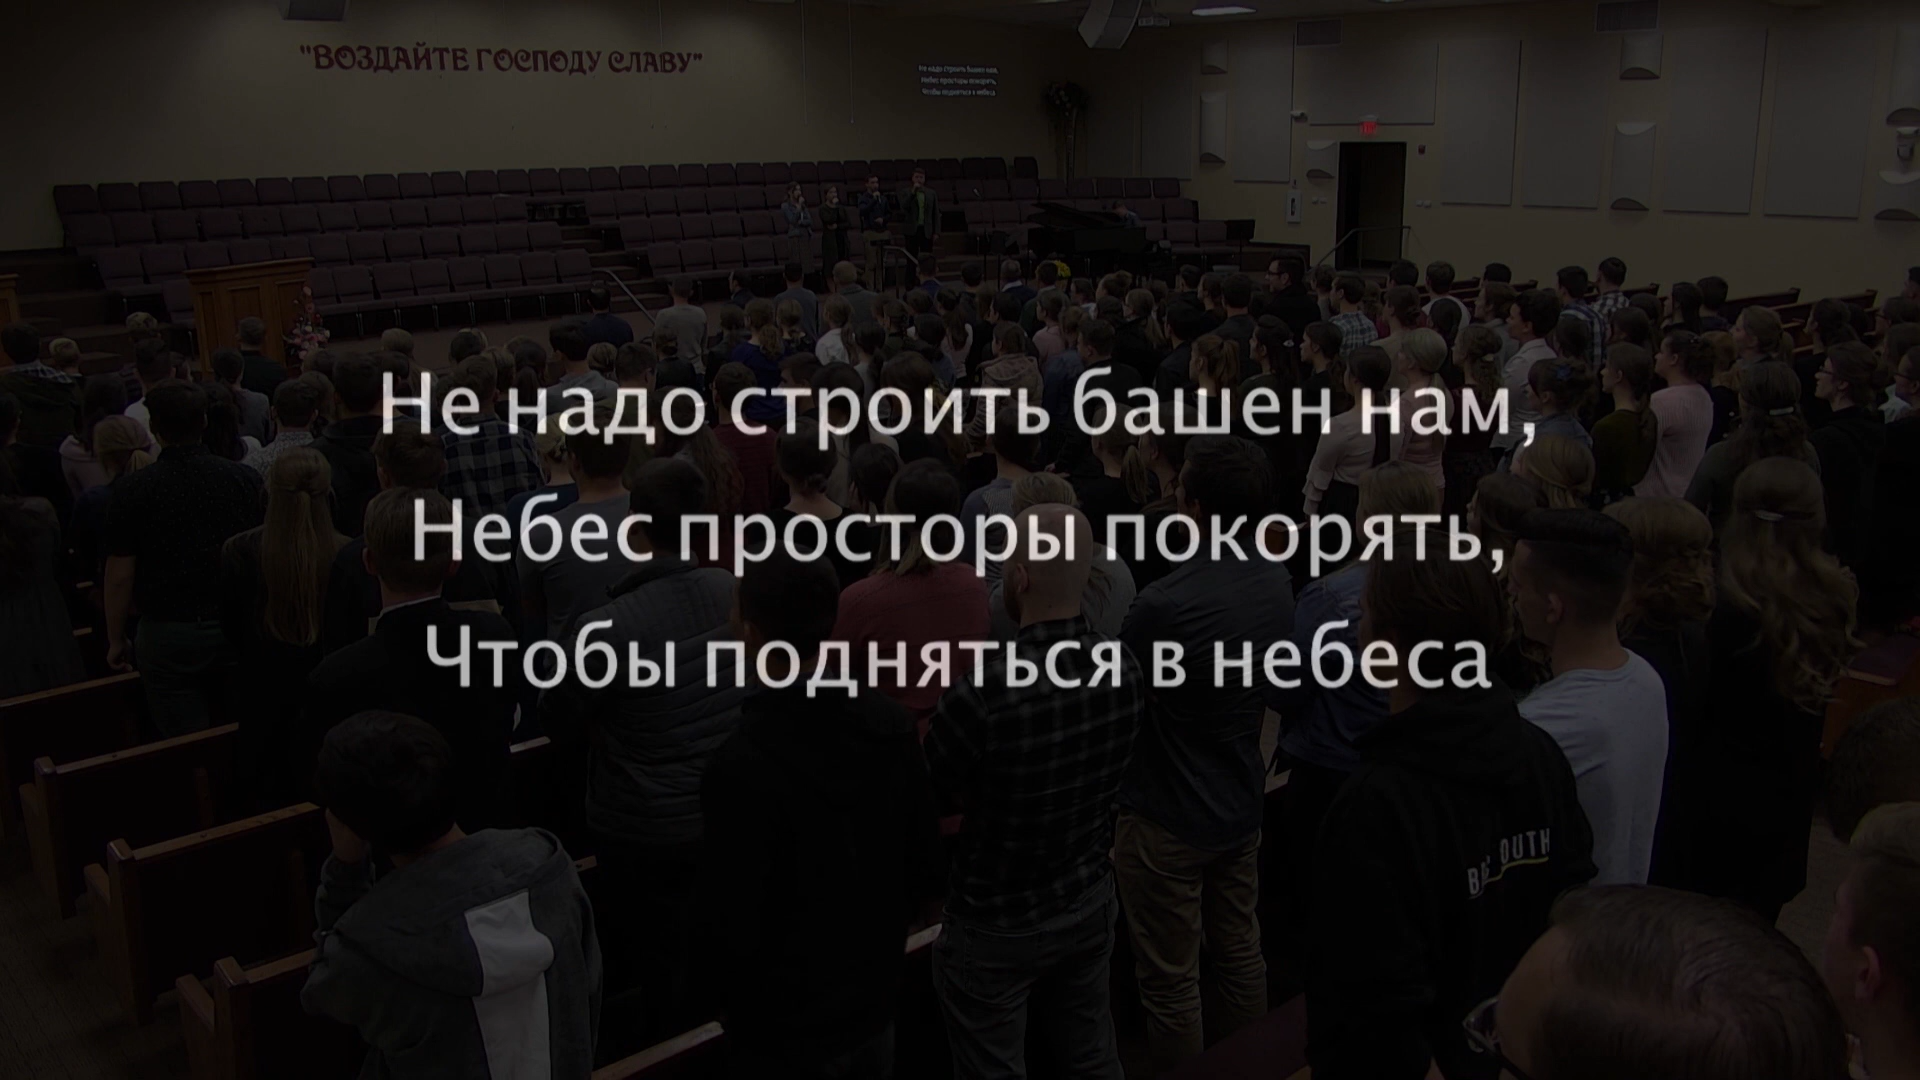 "ВОЗДАЙТЕ ГОСПОДУ СЛАВУ"
Не надо строить башен нам,
Небес просторы покорять,
Чтобы подняться в небеса
Не надо строить башен нам,
Небес просторы покорять,
Чтобы подняться в небеса
OUTH